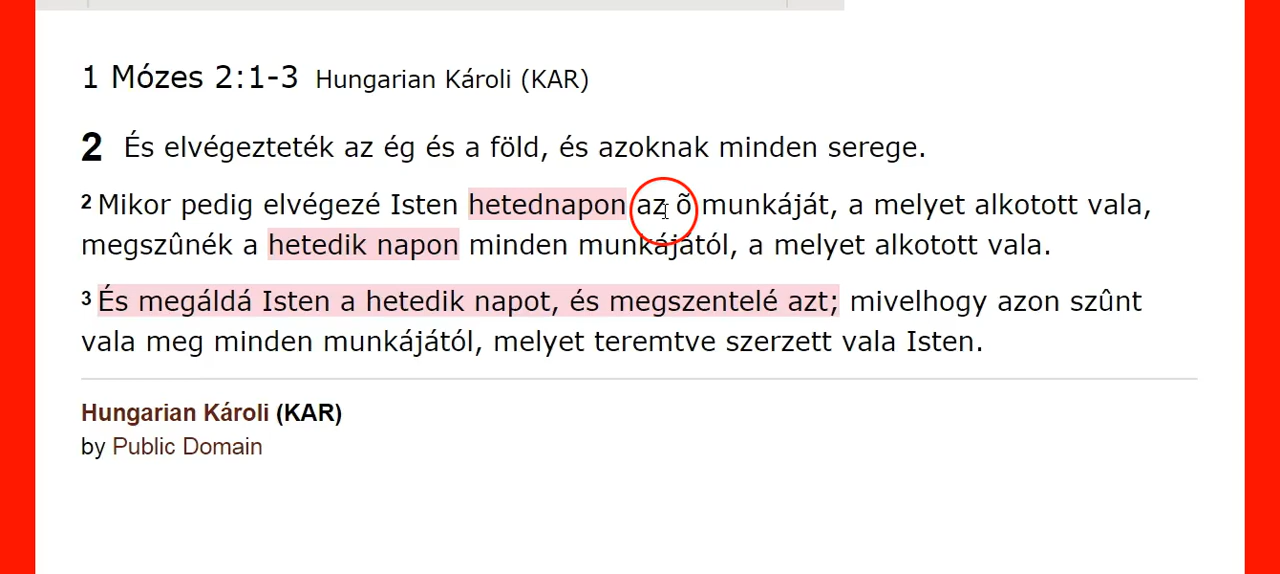 1 Mózes 2:1-3 Hungarian Károli (KAR)
2 És elvégezteték az ég és a föld, és azoknak minden serege.
2 Mikor pedig elvégezé Isten hetednapon az õ munkáját, a melyet alkotott vala,
megszûnék a hetedik napon minden munkájától, a melyet alkotott vala.
3 És megáldá Isten a hetedik napot, és megszentelé azt; mivelhogy azon szûnt
vala meg minden munkájától, melyet teremtve szerzett vala Isten.
Hungarian Károli (KAR)
by Public Domain